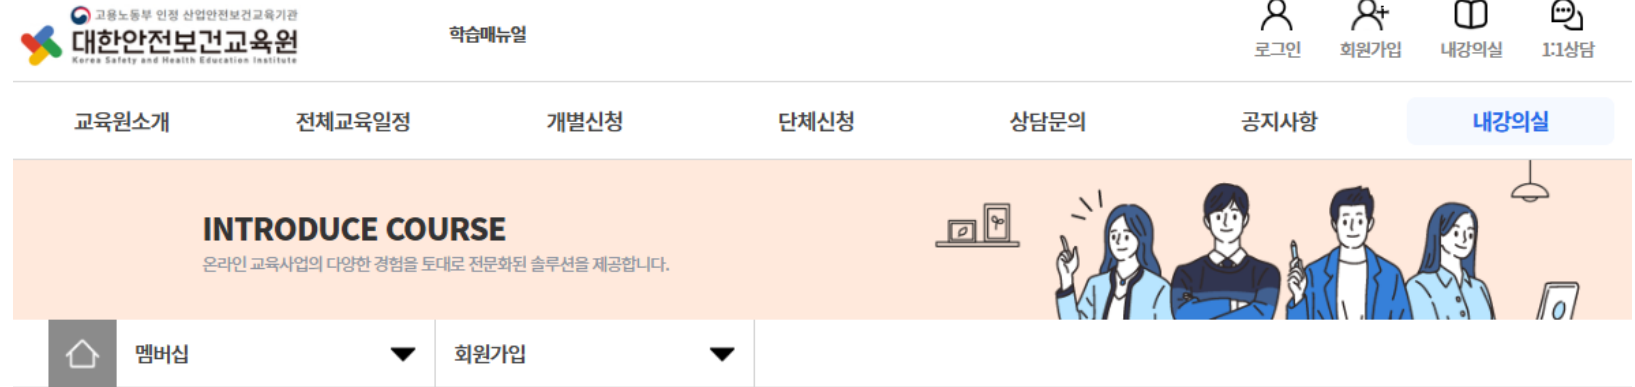 고용노동부 인정 산업안전보건교육기관
대한안전보건교육원
Korea Safety and Health Education Institute
학습매뉴얼
로그인 회원가입 내강의실 1:1상담
교육원소개 전체교육일정 개별신청 단체신청 상담문의 공지사항 내강의실
INTRODUCE COURSE
온라인 교육사업의 다양한 경험을 토대로 전문화된 솔루션을 제공합니다.
멤버십 회원가입